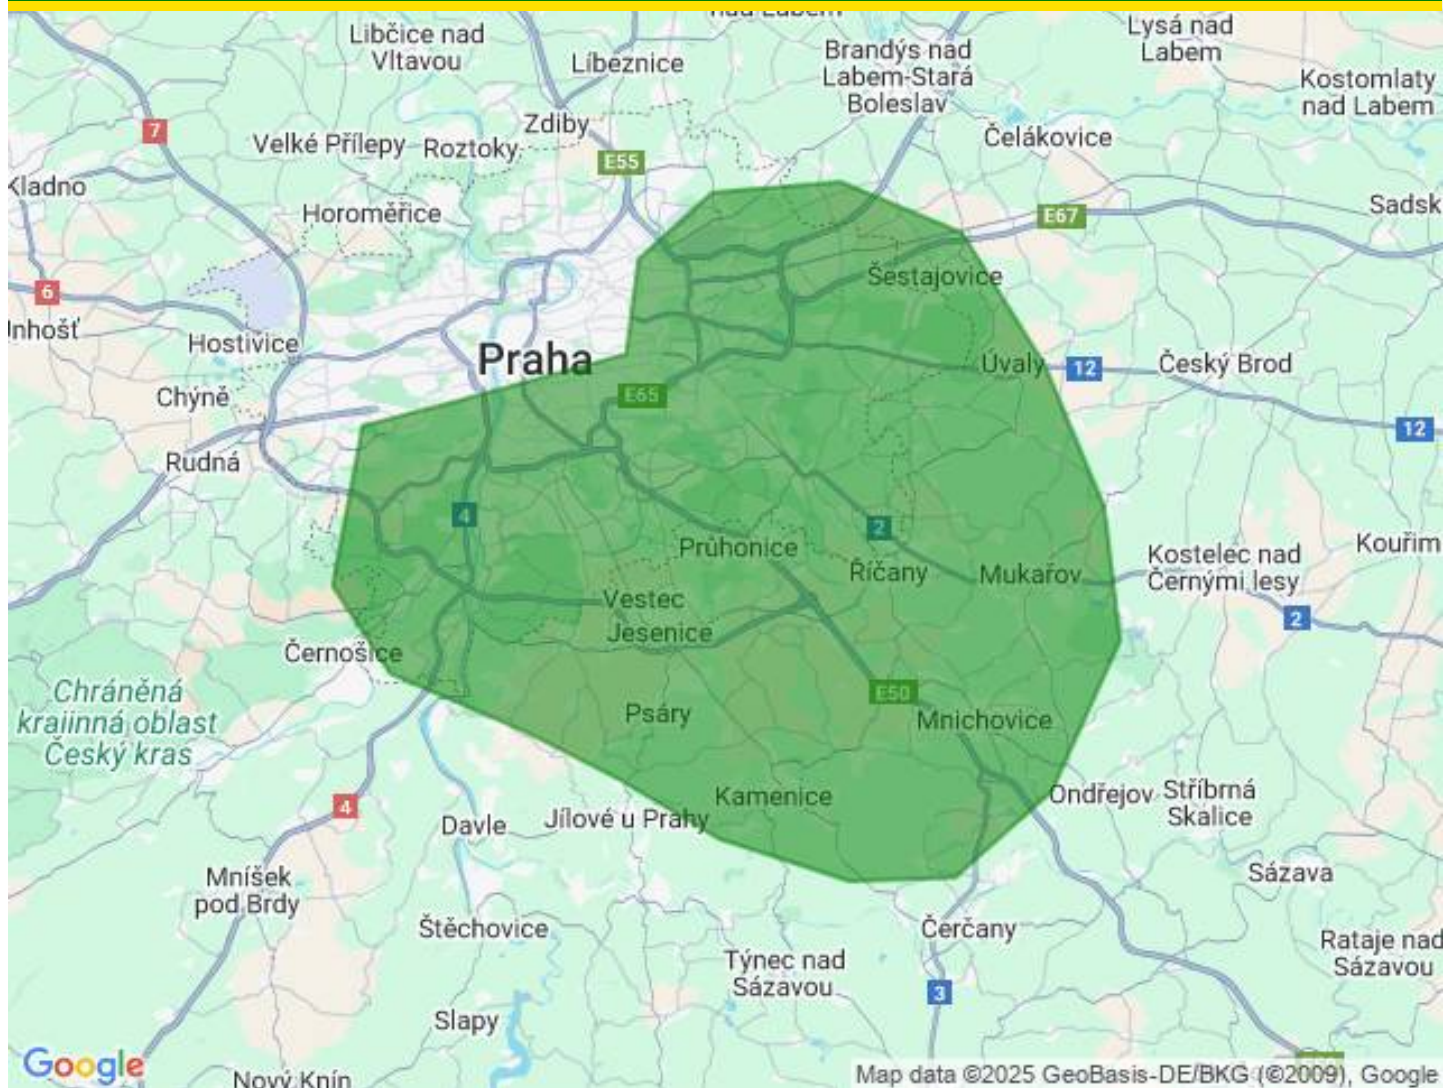 Libčice nad
Vltavou
Líbeznice
Brandýs nad
Labem-Stará
Boleslav
Lysá nad
Labem
Kostomlaty
nad Labem
7
Zdiby
Čelákovice
Velké Přílepy
Roztoky
E55
Kladno
Horoměřice
E67
Sadsk
6
Šestajovice
Hostivice
Praha
Úvaly
12
Český Brod
Chýně
E65
12
Rudná
4
2
Průhonice
Říčany
Mukařov
Kostelec nad
Černými lesy
Kouřim
Vestec
Jesenice
2
Černošice
Chráněná
krajinná oblast
Český kras
E50
Psáry
Mnichovice
4
Kamenice
Ondřejov
Stříbrná
Skalice
Davle
Jílové u Prahy
Mníšek
pod Brdy
Sázava
Štěchovice
Čerčany
Týnec nad
Sázavou
Rataje nad
Sázavou
3
Slapy
Google
Nový Knín
Map data ©2025 GeoBasis-DE/BKG (©2009), Google